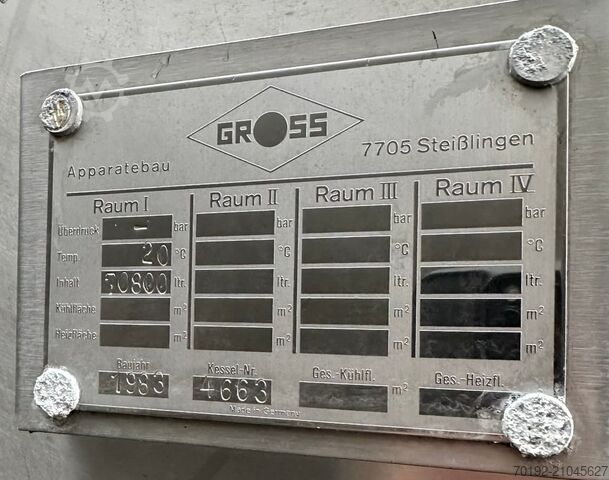 GROSS
Apparatebau 7705 Steißlingen
Raum I Raum II Raum III Raum IV
Überdruck - bar bar bar bar
Temp. 20 °C °C °C °C
Inhalt 70800 ltr. ltr. ltr. ltr.
Kühlfläche m² m² m² m²
Heizfläche m² m² m² m²
Baujahr Kessel-Nr. Ges.-Kühlfl. Ges.-Heizfl.
1983 4663 m²
Made in Germany
70192-21045627